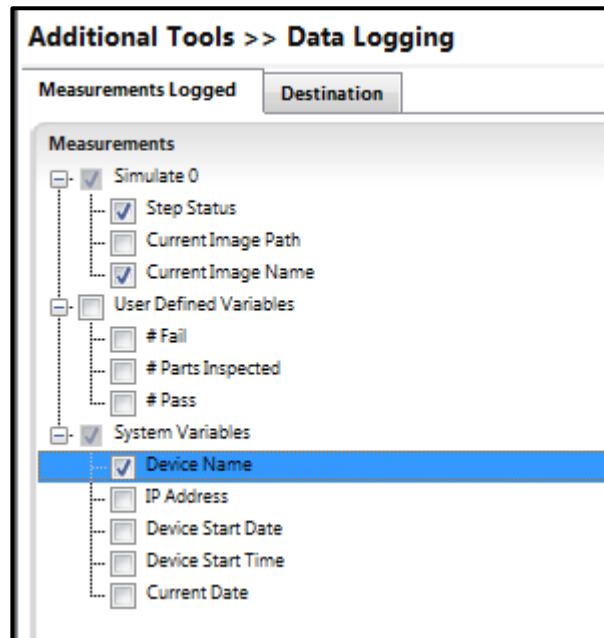 Additional Tools >> Data Logging
Measurements Logged
Destination
Measurements
Simulate 0
Step Status
Current Image Path
Current Image Name
User Defined Variables
# Fail
# Parts Inspected
# Pass
System Variables
Device Name
IP Address
Device Start Date
Device Start Time
Current Date